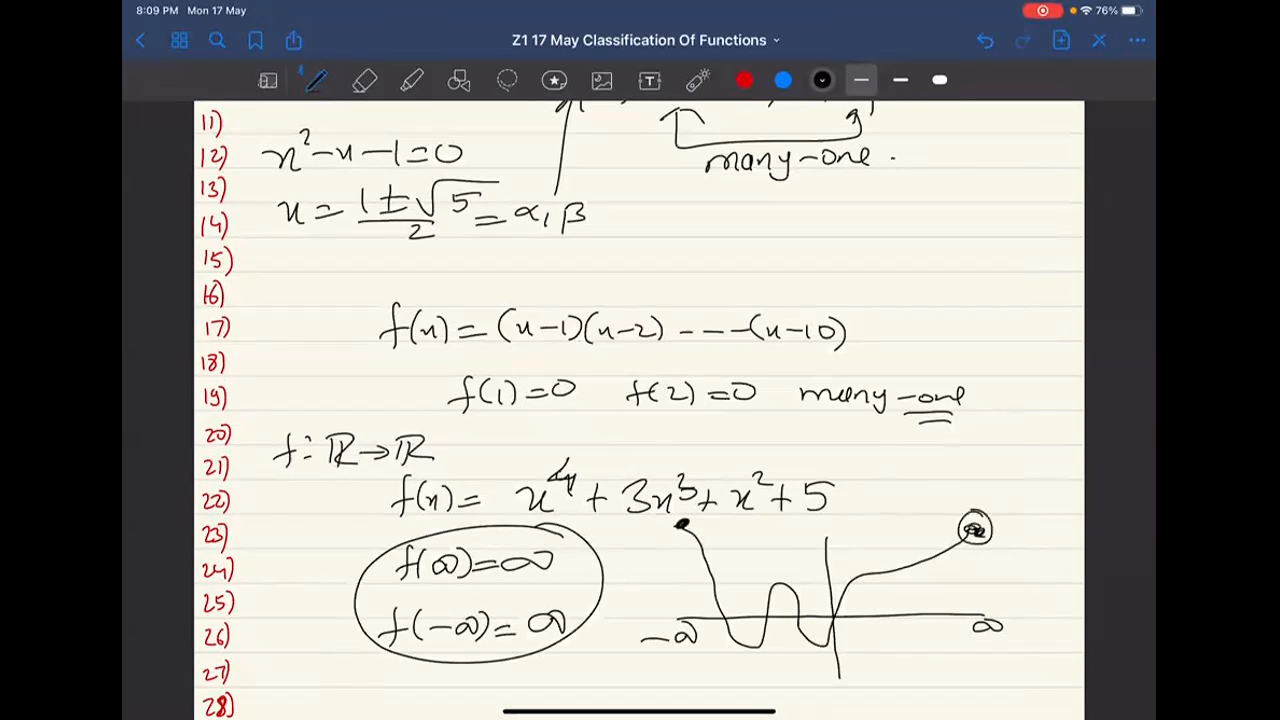 8:09 PM Mon 17 May
76%
Z1 17 May Classification Of Functions
11)
12) x² - x - 1 = 0
many-one .
13)
14) x = (1 ± √5)/2 = α, β
15)
16)
17) f(x) = (x-1)(x-2) ---- (x-10)
18)
19) f(1) = 0 f(2) = 0 many-one
20)
f: ℝ → ℝ
21)
22) f(x) = x⁴ + 3x³ + x² + 5
23)
24) f(∞) = ∞
25)
26) f(-∞) = ∞
-∞ ∞
27)
28)